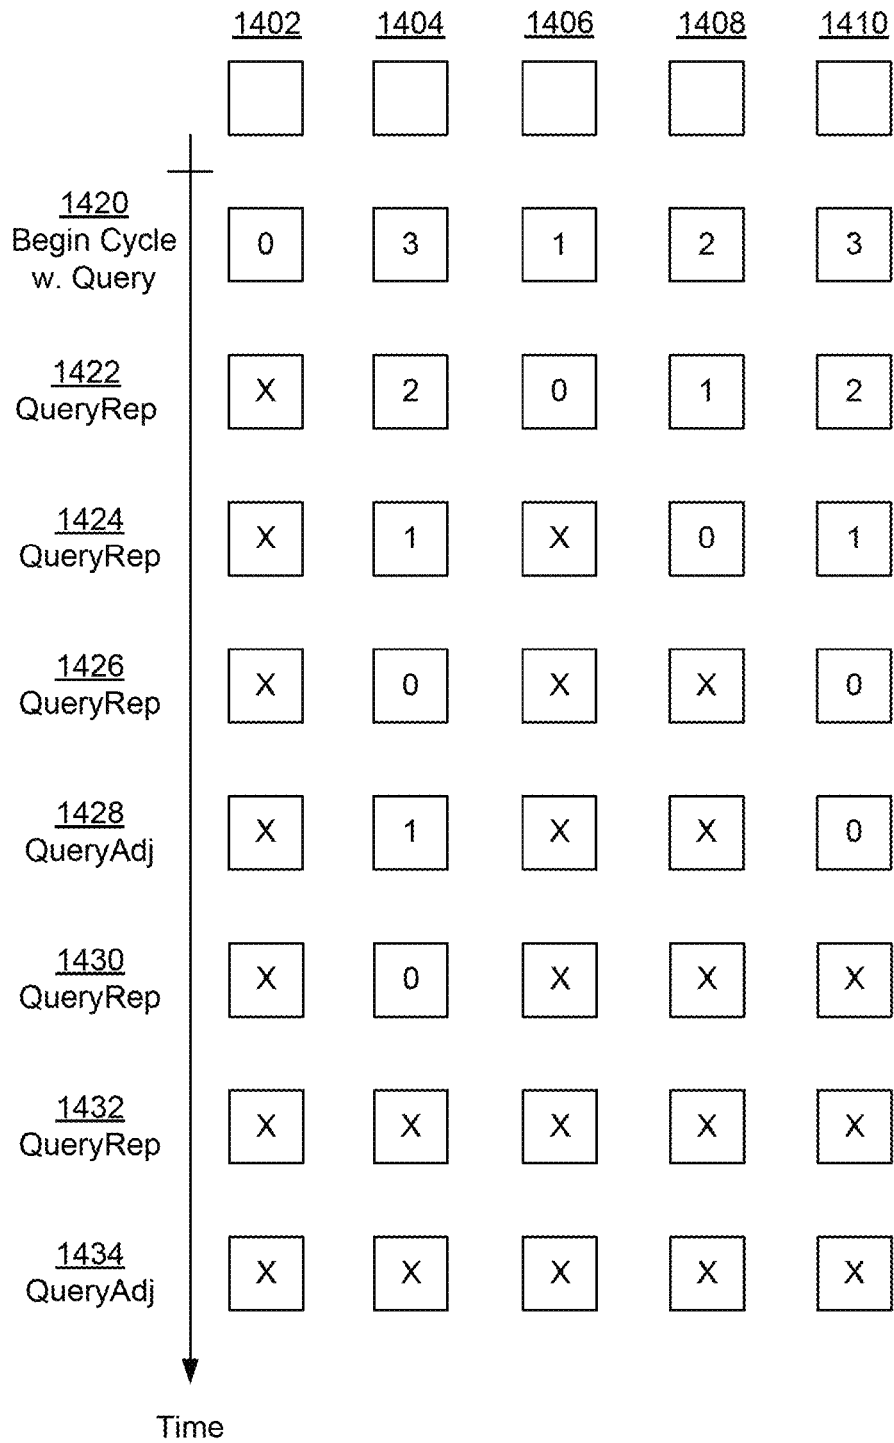 1402 1404 1406 1408 1410
1420
Begin Cycle
w. Query
0 3 1 2 3
1422
QueryRep
X 2 0 1 2
1424
QueryRep
X 1 X 0 1
1426
QueryRep
X 0 X X 0
1428
QueryAdj
X 1 X X 0
1430
QueryRep
X 0 X X X
1432
QueryRep
X X X X X
1434
QueryAdj
X X X X X
Time